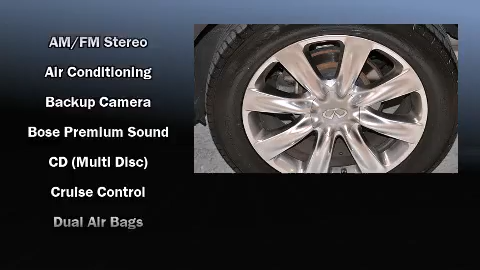 AM/FM Stereo
Air Conditioning
Backup Camera
Bose Premium Sound
CD (Multi Disc)
Cruise Control
Dual Air Bags